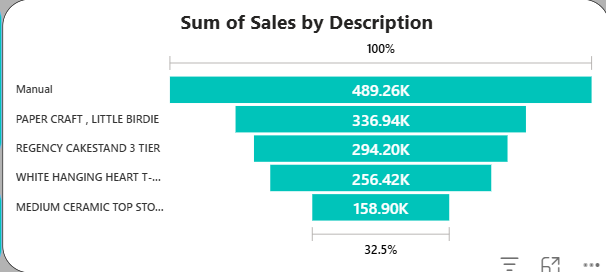 Sum of Sales by Description
100%
Manual 489.26K
PAPER CRAFT , LITTLE BIRDIE 336.94K
REGENCY CAKESTAND 3 TIER 294.20K
WHITE HANGING HEART T-... 256.42K
MEDIUM CERAMIC TOP STO... 158.90K
32.5%